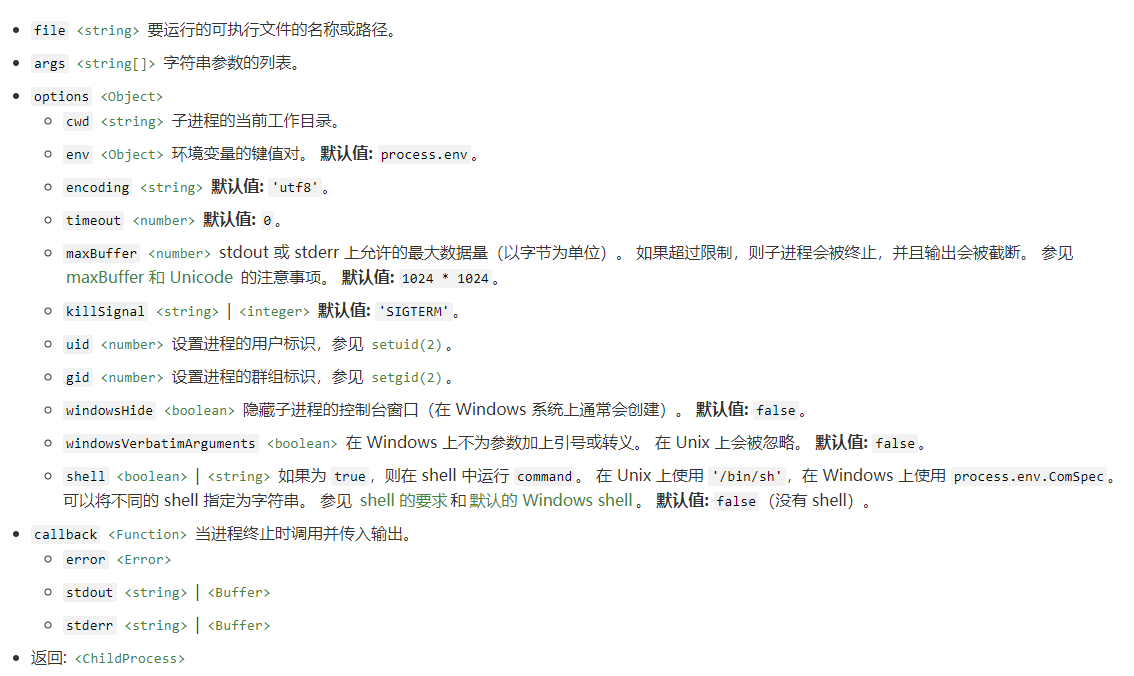 file <string> 要运行的可执行文件的名称或路径。
args <string[]> 字符串参数的列表。
options <Object>
cwd <string> 子进程的当前工作目录。
env <Object> 环境变量的键值对。 默认值: process.env。
encoding <string> 默认值: 'utf8'。
timeout <number> 默认值: 0。
maxBuffer <number> stdout 或 stderr 上允许的最大数据量（以字节为单位）。 如果超过限制，则子进程会被终止，并且输出会被截断。 参见
maxBuffer 和 Unicode 的注意事项。 默认值: 1024 * 1024。
killSignal <string> | <integer> 默认值: 'SIGTERM'。
uid <number> 设置进程的用户标识，参见 setuid(2)。
gid <number> 设置进程的群组标识，参见 setgid(2)。
windowsHide <boolean> 隐藏子进程的控制台窗口（在 Windows 系统上通常会创建）。 默认值: false。
windowsVerbatimArguments <boolean> 在 Windows 上不为参数加上引号或转义。 在 Unix 上会被忽略。 默认值: false。
shell <boolean> | <string> 如果为 true，则在 shell 中运行 command。 在 Unix 上使用 '/bin/sh'，在 Windows 上使用 process.env.ComSpec。
可以将不同的 shell 指定为字符串。 参见 shell 的要求和默认的 Windows shell。 默认值: false（没有 shell）。
callback <Function> 当进程终止时调用并传入输出。
error <Error>
stdout <string> | <Buffer>
stderr <string> | <Buffer>
返回: <ChildProcess>